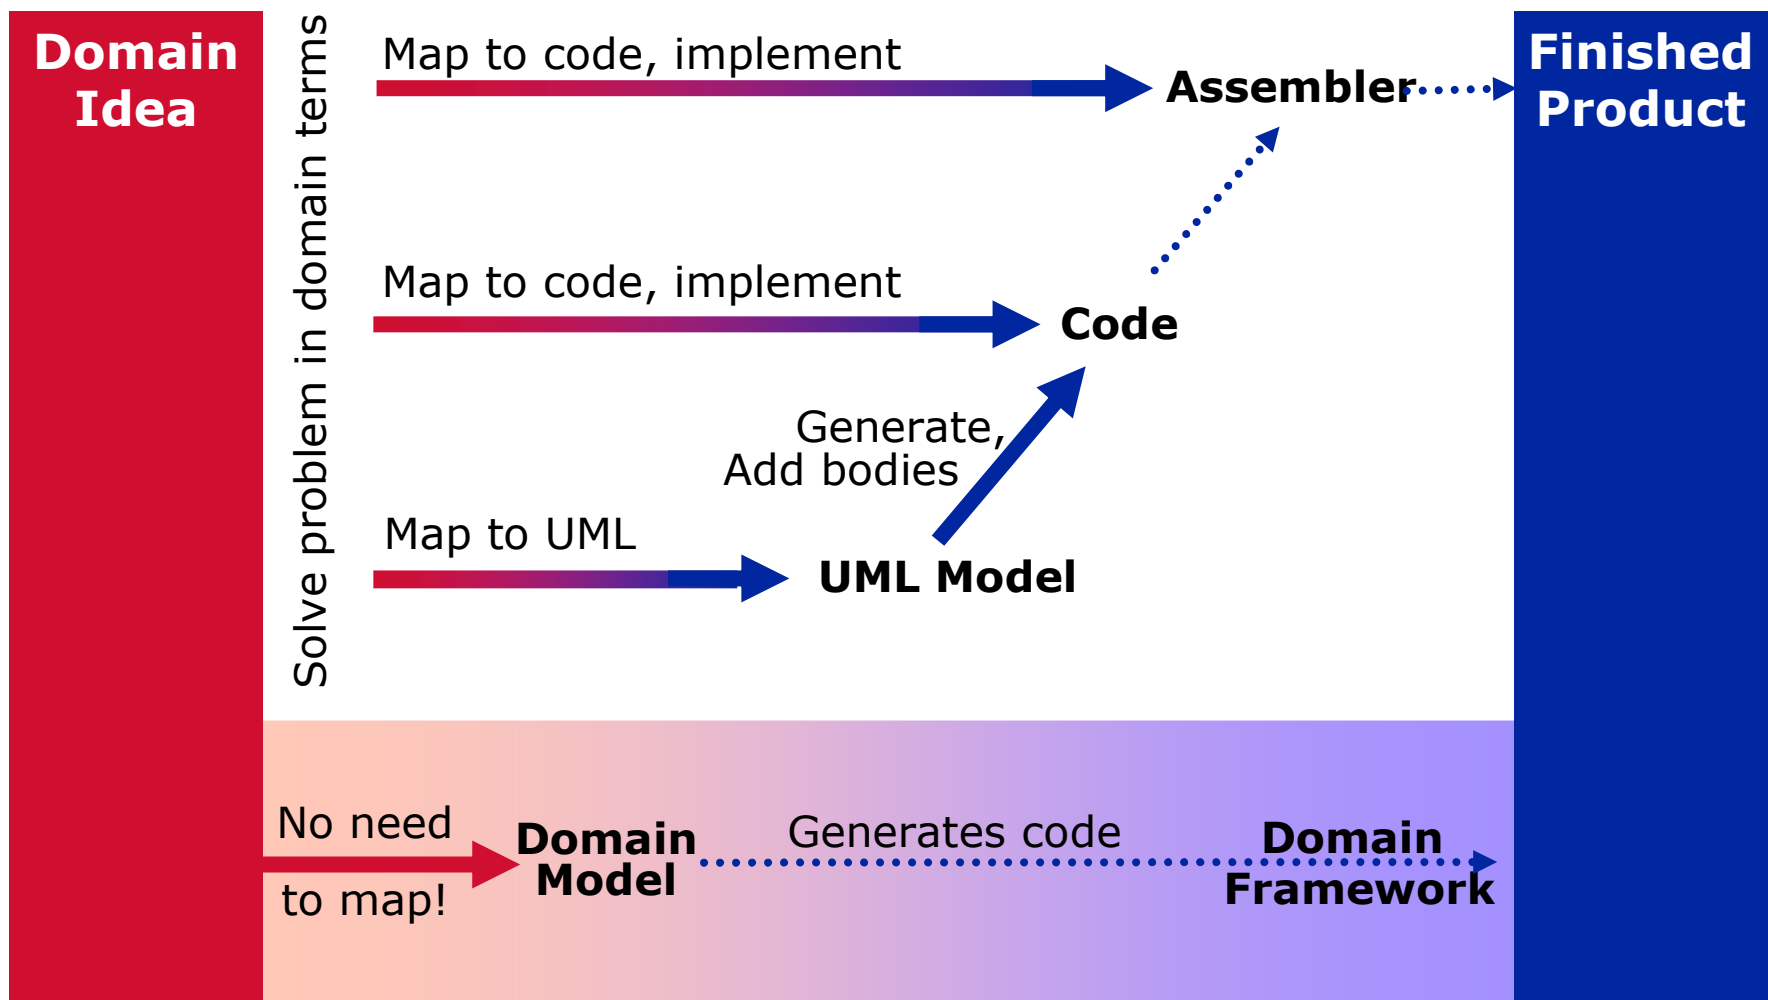 Domain
Idea
Solve problem in domain terms
Map to code, implement
Assembler
Finished
Product
Map to code, implement
Code
Generate,
Add bodies
Map to UML
UML Model
No need
to map!
Domain
Model
Generates code
Domain
Framework